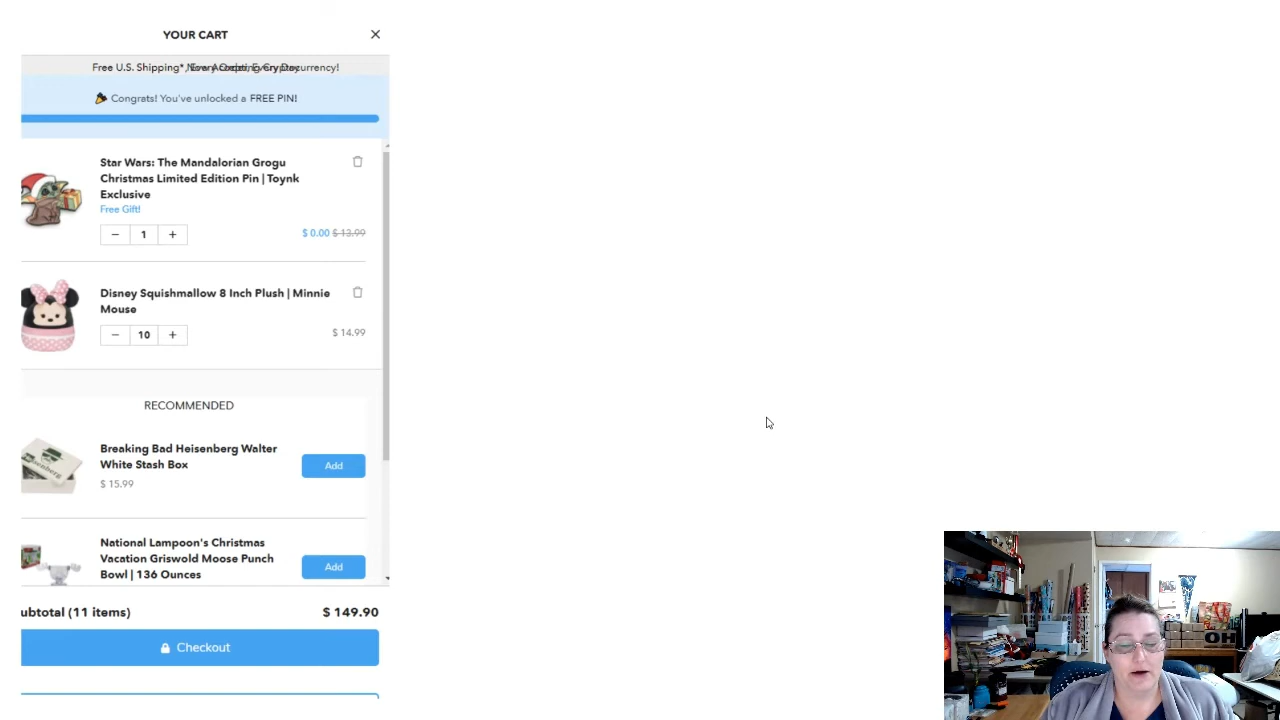 YOUR CART
Free U.S. Shipping*,
Congrats! You've unlocked a FREE PIN!
Star Wars: The Mandalorian Grogu
Christmas Limited Edition Pin | Toynk
Exclusive
Free Gift!
− 1 + $ 0.00 $ 13.99
Disney Squishmallow 8 Inch Plush | Minnie
Mouse
− 10 + $ 14.99
RECOMMENDED
Breaking Bad Heisenberg Walter
White Stash Box
Add
$ 15.99
National Lampoon's Christmas
Vacation Griswold Moose Punch
Bowl | 136 Ounces
Add
ubtotal (11 items) $ 149.90
Checkout
OH